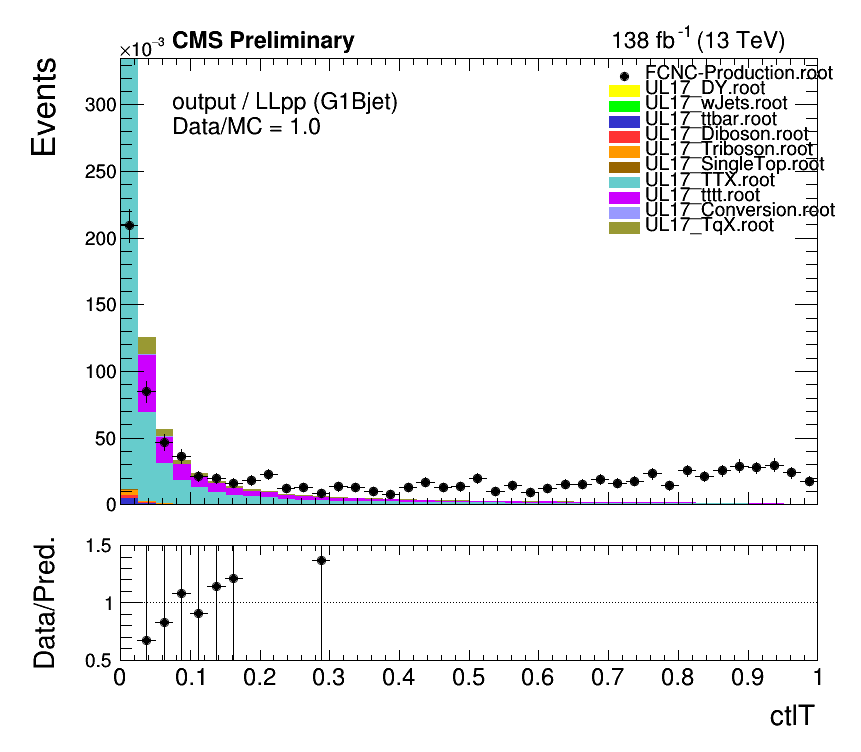 ×10⁻³ CMS Preliminary 138 fb⁻¹ (13 TeV)
Events
output / LLpp (G1Bjet)
Data/MC = 1.0
FCNC-Production.root
UL17_DY.root
UL17_wJets.root
UL17_ttbar.root
UL17_Diboson.root
UL17_Triboson.root
UL17_SingleTop.root
UL17_TTX.root
UL17_tttt.root
UL17_Conversion.root
UL17_TqX.root
300
250
200
150
100
50
0
Data/Pred.
1.5
1
0.5
0 0.1 0.2 0.3 0.4 0.5 0.6 0.7 0.8 0.9 1
ctlT